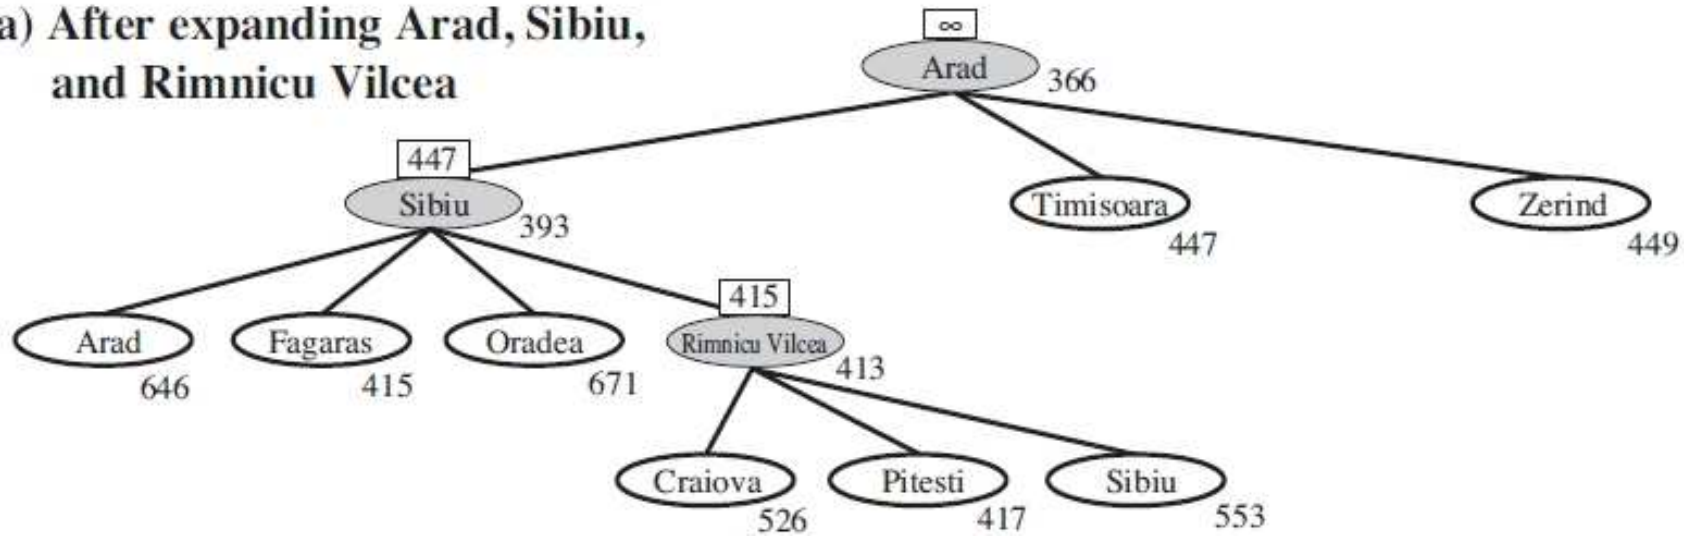 a) After expanding Arad, Sibiu,
and Rimnicu Vilcea
∞
Arad
366
447
Sibiu
393
Timisoara
447
Zerind
449
Arad
646
Fagaras
415
Oradea
671
415
Rimnicu Vilcea
413
Craiova
526
Pitesti
417
Sibiu
553